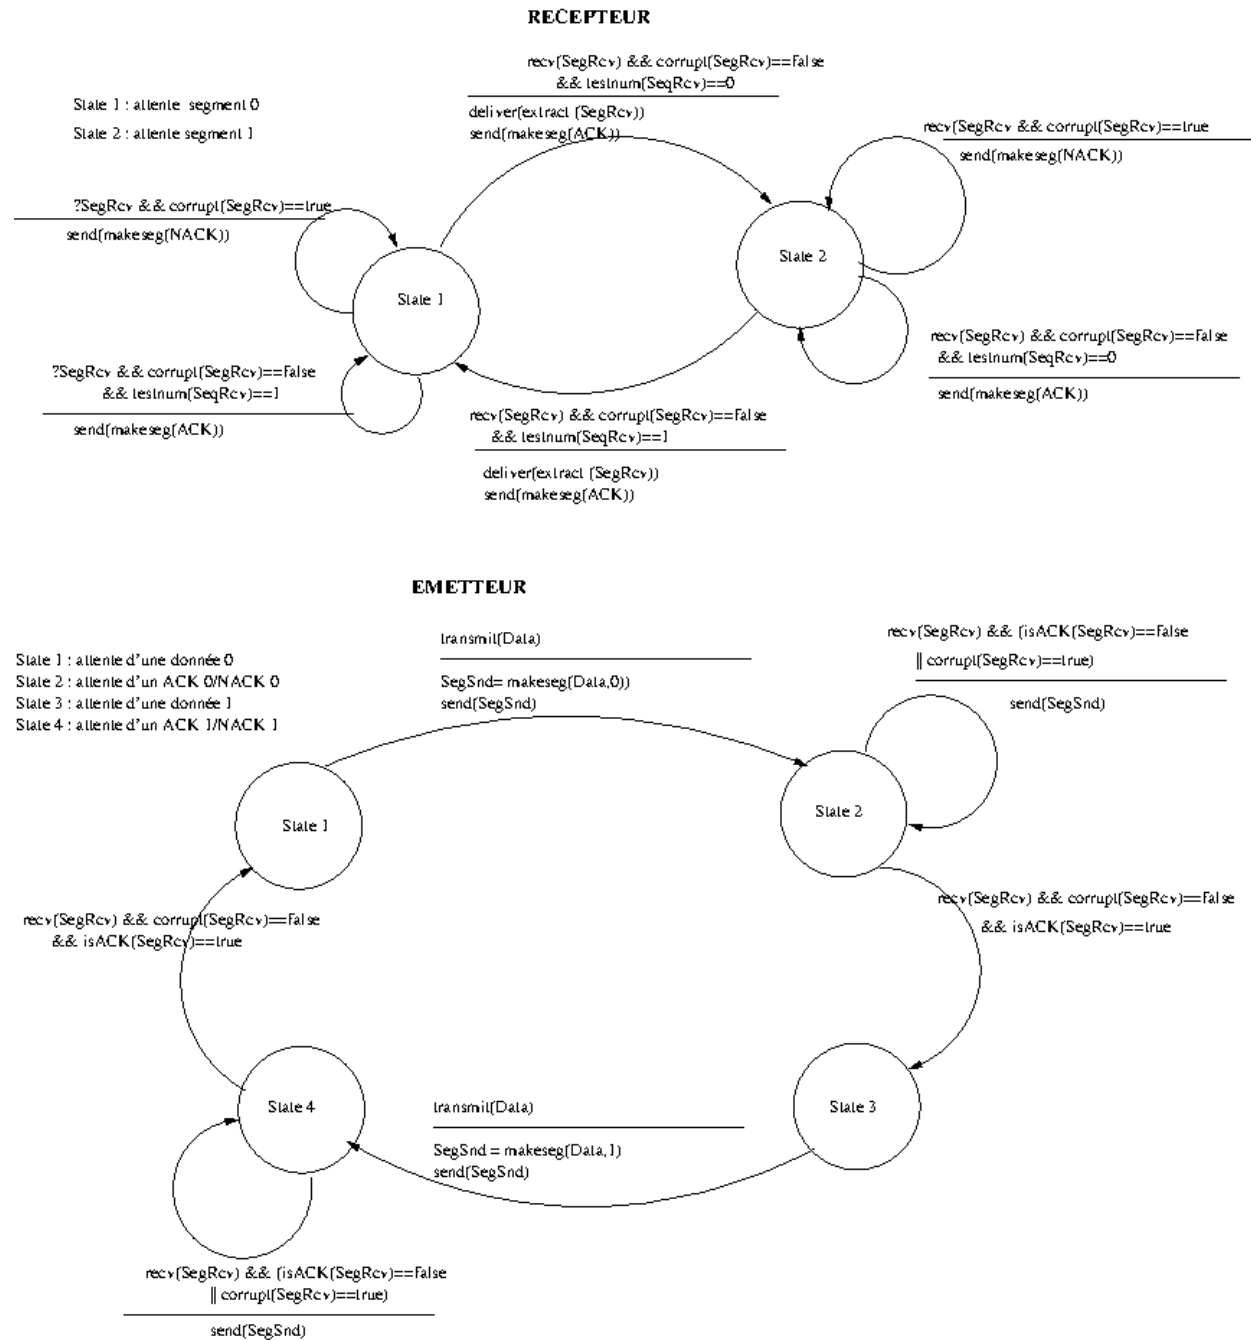 RECEPTEUR
recv(SegRcv) && corrupt(SegRcv)==False
&& testnum(SeqRcv)==0
deliver(extract (SegRcv))
send(makeseg(ACK))
State 1 : attente segment 0
State 2 : attente segment 1
recv(SegRcv && corrupt(SegRcv)==true
send(makeseg(NACK))
?SegRcv && corrupt(SegRcv)==true
send(makeseg(NACK))
State 1
State 2
?SegRcv && corrupt(SegRcv)==False
&& testnum(SeqRcv)==1
send(makeseg(ACK))
recv(SegRcv) && corrupt(SegRcv)==False
&& testnum(SeqRcv)==0
send(makeseg(ACK))
recv(SegRcv) && corrupt(SegRcv)==False
&& testnum(SeqRcv)==1
deliver(extract (SegRcv))
send(makeseg(ACK))
EMETTEUR
State 1 : attente d'une donnée 0
State 2 : attente d'un ACK 0/NACK 0
State 3 : attente d'une donnée 1
State 4 : attente d'un ACK 1/NACK 1
transmit(Data)
SegSnd= makeseg(Data,0))
send(SegSnd)
recv(SegRcv) && (isACK(SegRcv)==False
|| corrupt(SegRcv)==true)
send(SegSnd)
State 1
State 2
recv(SegRcv) && corrupt(SegRcv)==False
&& isACK(SegRcv)==true
recv(SegRcv) && corrupt(SegRcv)==False
&& isACK(SegRcv)==true
State 4
State 3
transmit(Data)
SegSnd = makeseg(Data,1)
send(SegSnd)
recv(SegRcv) && (isACK(SegRcv)==False
|| corrupt(SegRcv)==true)
send(SegSnd)